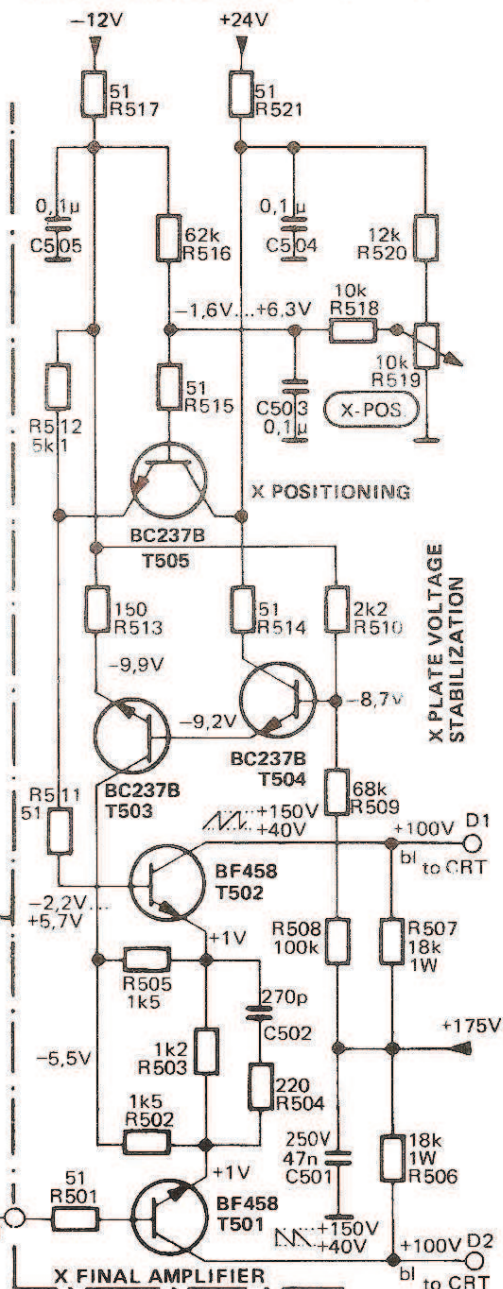 −12V
+24V
51
R517
51
R521
0,1µ
C505
62k
R516
0,1µ
C504
12k
R520
−1,6V....+6,3V
10k
R518
10k
R519
R512
5k1
51
R515
C503
0,1µ
X-POS.
X POSITIONING
BC237B
T505
150
R513
51
R514
2k2
R510
X PLATE VOLTAGE
STABILIZATION
−9,9V
−9,2V
−8,7V
BC237B
T503
BC237B
T504
68k
R509
R511
51
+150V
+40V
+100V
D1
bl
to CRT
BF458
T502
−2,2V...
+5,7V
+1V
R508
100k
R507
18k
1W
R505
1k5
270p
C502
+175V
−5,5V
1k2
R503
220
R504
1k5
R502
250V
47n
C501
18k
1W
R506
51
R501
+1V
BF458
T501
+150V
+40V
+100V
D2
bl
to CRT
X FINAL AMPLIFIER